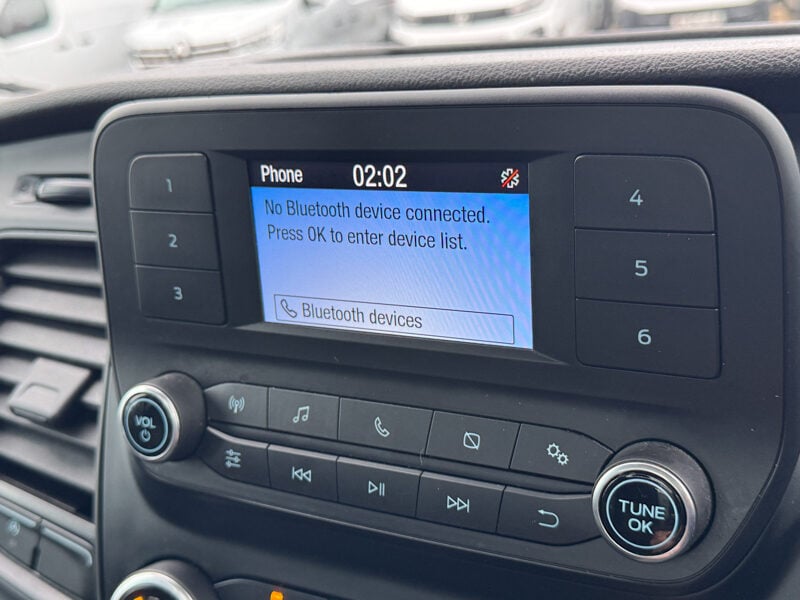 Phone 02:02
No Bluetooth device connected.
Press OK to enter device list.
Bluetooth devices
1
2
3
4
5
6
VOL
TUNE
OK